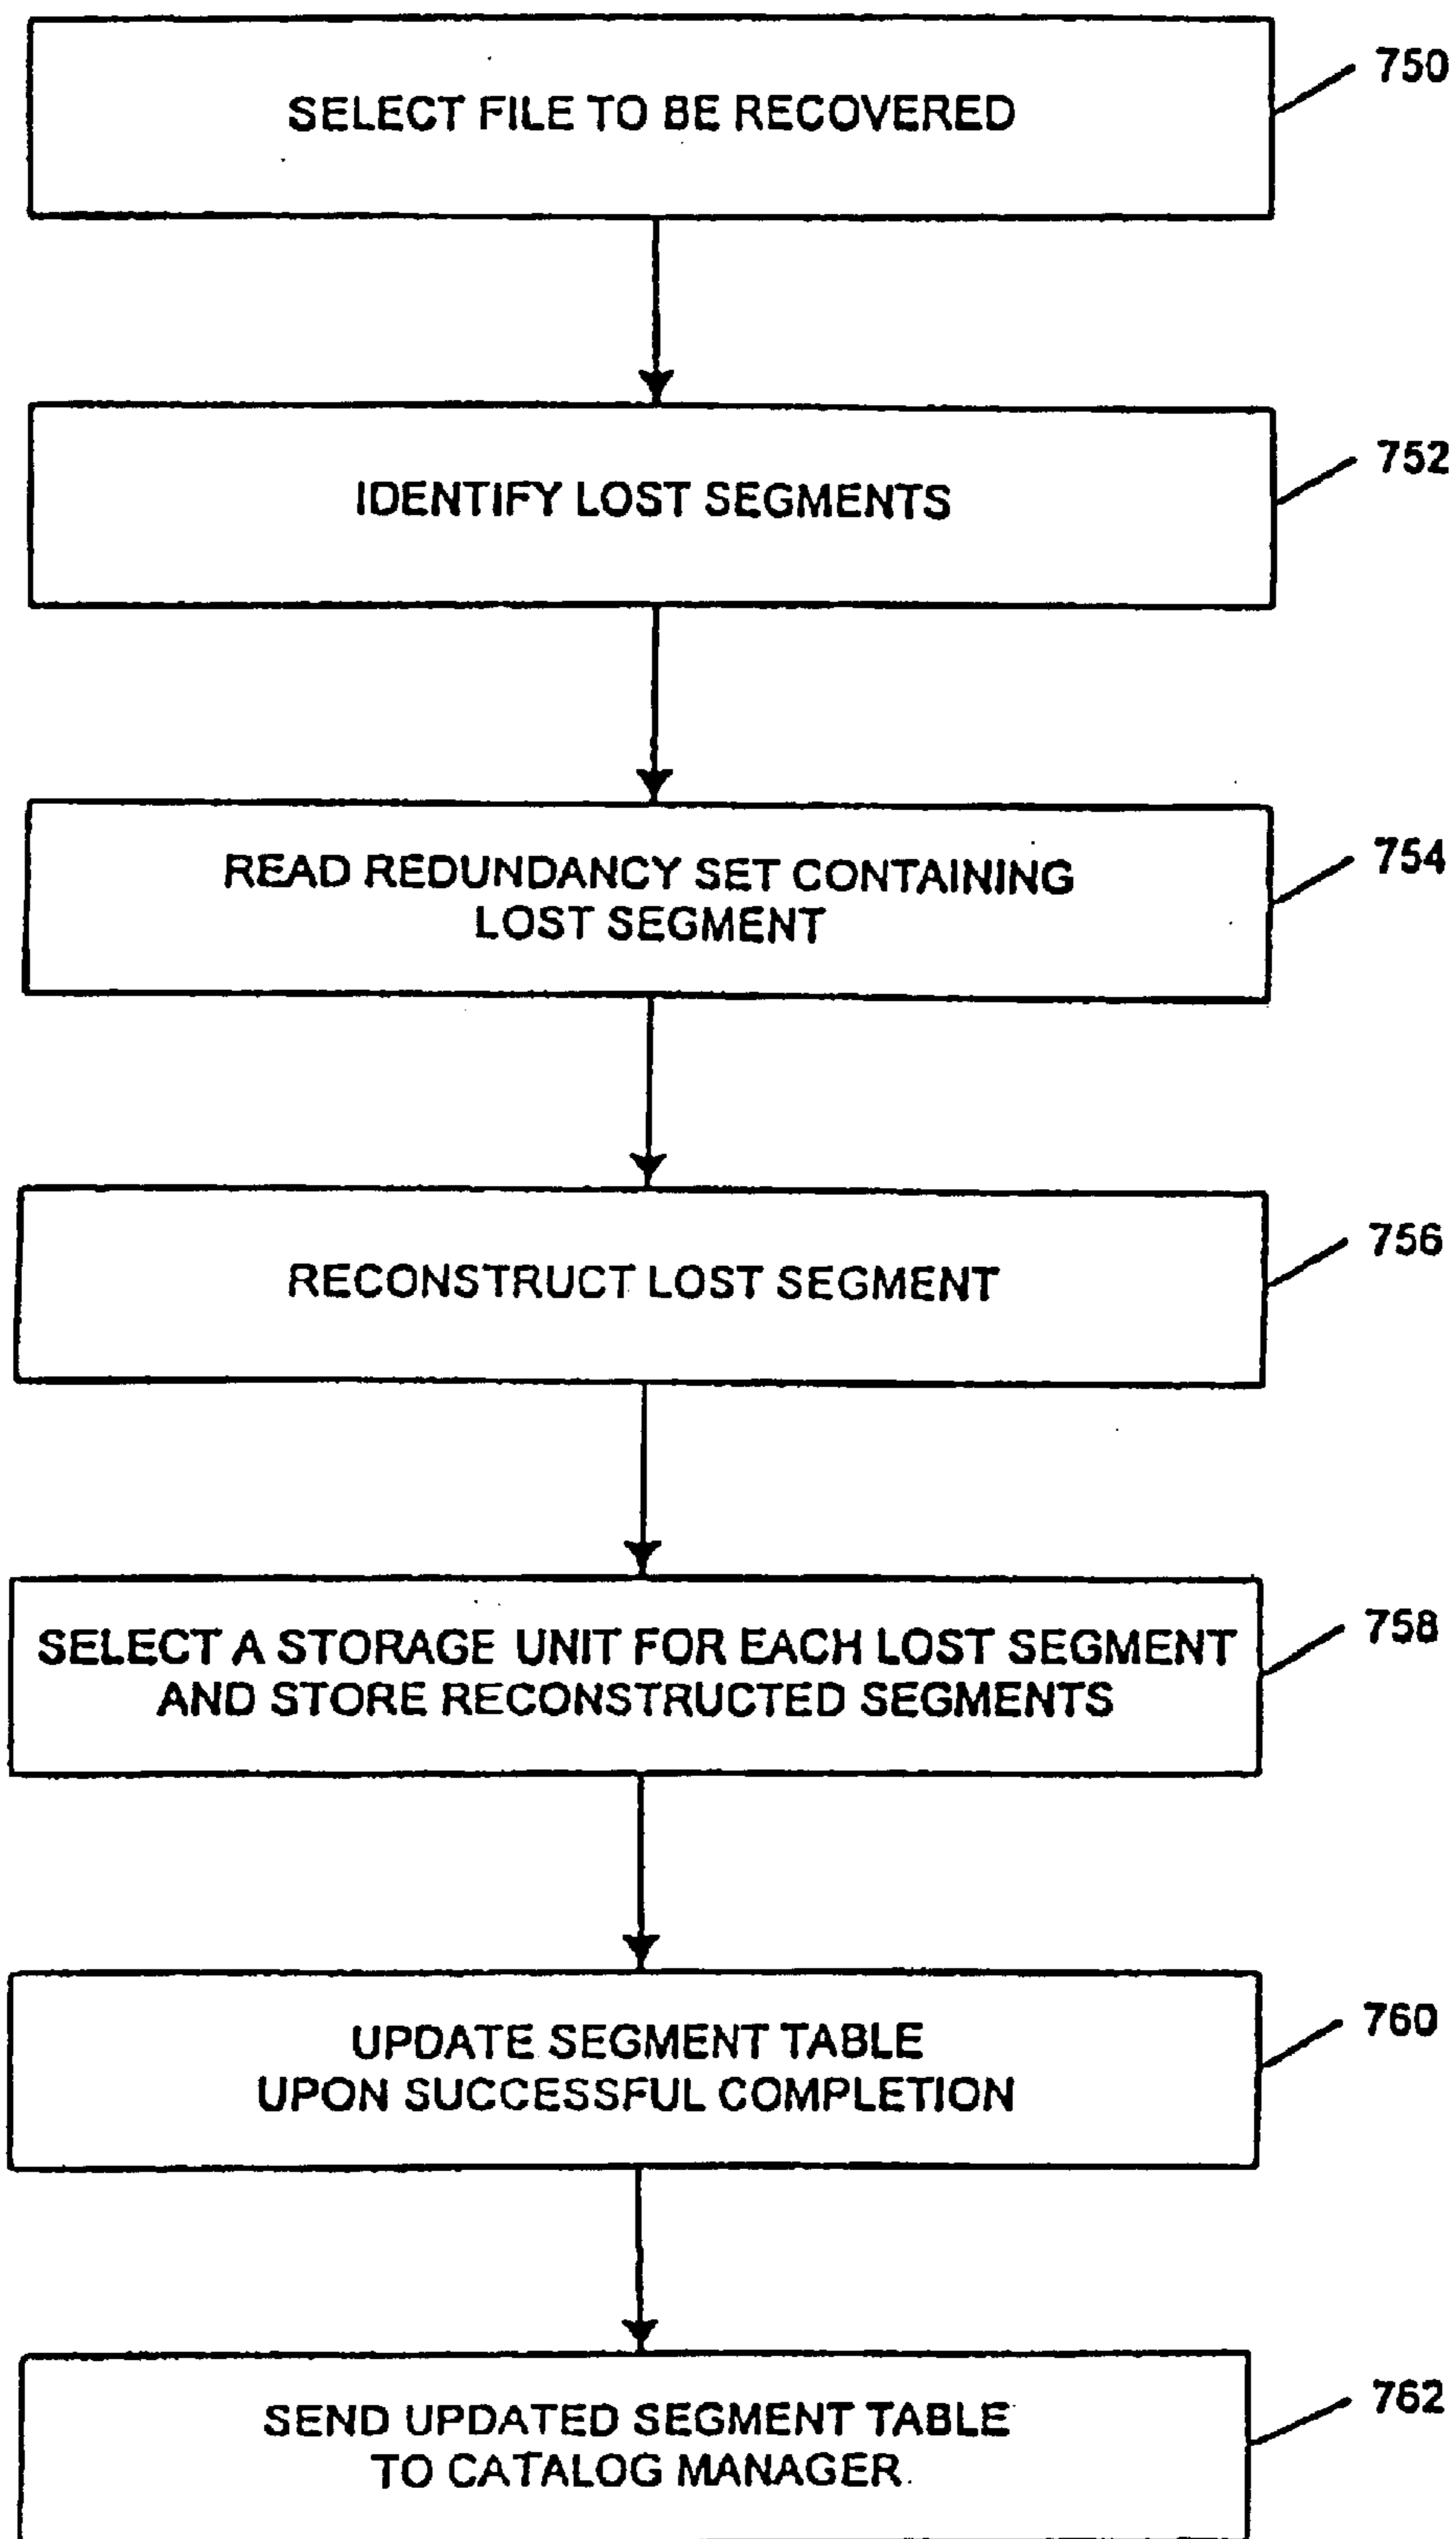 SELECT FILE TO BE RECOVERED
750
IDENTIFY LOST SEGMENTS
752
READ REDUNDANCY SET CONTAINING
LOST SEGMENT
754
RECONSTRUCT LOST SEGMENT
756
SELECT A STORAGE UNIT FOR EACH LOST SEGMENT
AND STORE RECONSTRUCTED SEGMENTS
758
UPDATE SEGMENT TABLE
UPON SUCCESSFUL COMPLETION
760
SEND UPDATED SEGMENT TABLE
TO CATALOG MANAGER
762